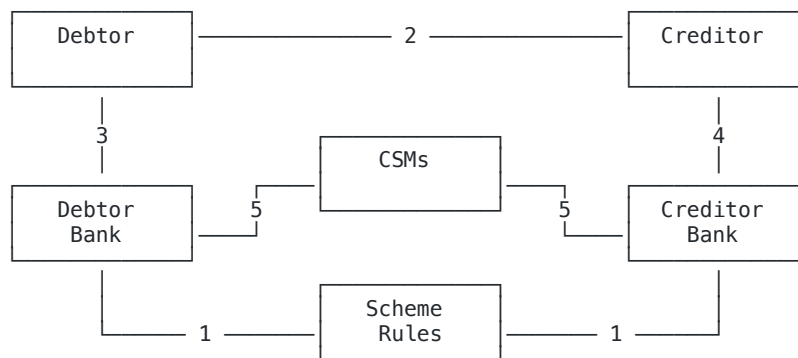 Debtor
2
Creditor
3
4
CSMs
Debtor
Bank
5
5
Creditor
Bank
Scheme
Rules
1
1